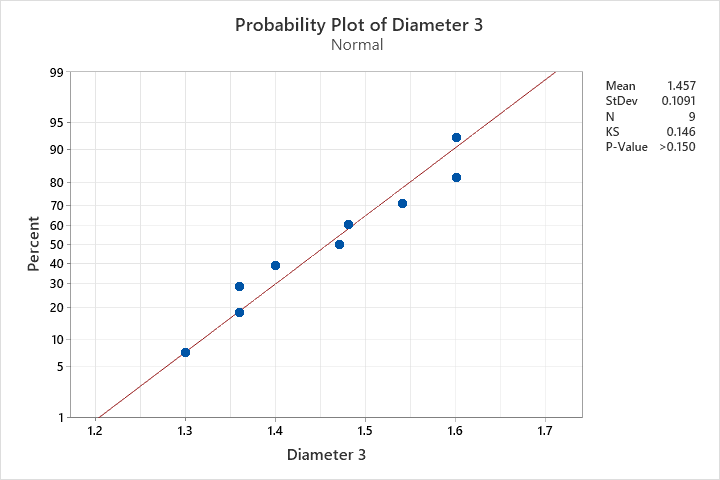 Probability Plot of Diameter 3
Normal
99
95
90
80
70
60
50
40
30
20
10
5
1
Percent
1.2 1.3 1.4 1.5 1.6 1.7
Diameter 3
Mean 1.457
StDev 0.1091
N 9
KS 0.146
P-Value >0.150